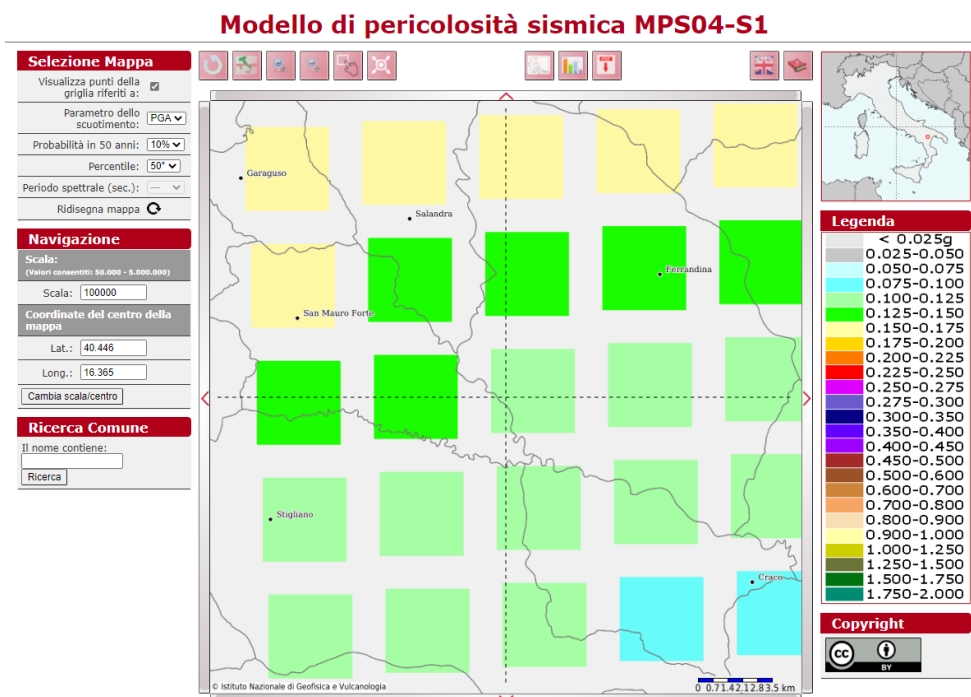 Modello di pericolosità sismica MPS04-S1
Selezione Mappa
Visualizza punti della
griglia riferiti a:
Parametro dello
scuotimento: PGA
Probabilità in 50 anni: 10%
Percentile: 50°
Periodo spettrale (sec.): ---
Ridisegna mappa
Navigazione
Scala:
(Valori consentiti: 50.000 - 5.000.000)
Scala: 100000
Coordinate del centro della
mappa
Lat.: 40.446
Long.: 16.365
Cambia scala/centro
Ricerca Comune
Il nome contiene:
Ricerca
Garaguso
Salandra
Ferrandina
San Mauro Forte
Stigliano
Craco
© Istituto Nazionale di Geofisica e Vulcanologia
0 0.71.42.12.83.5 km
Legenda
< 0.025g
0.025-0.050
0.050-0.075
0.075-0.100
0.100-0.125
0.125-0.150
0.150-0.175
0.175-0.200
0.200-0.225
0.225-0.250
0.250-0.275
0.275-0.300
0.300-0.350
0.350-0.400
0.400-0.450
0.450-0.500
0.500-0.600
0.600-0.700
0.700-0.800
0.800-0.900
0.900-1.000
1.000-1.250
1.250-1.500
1.500-1.750
1.750-2.000
Copyright
cc
BY